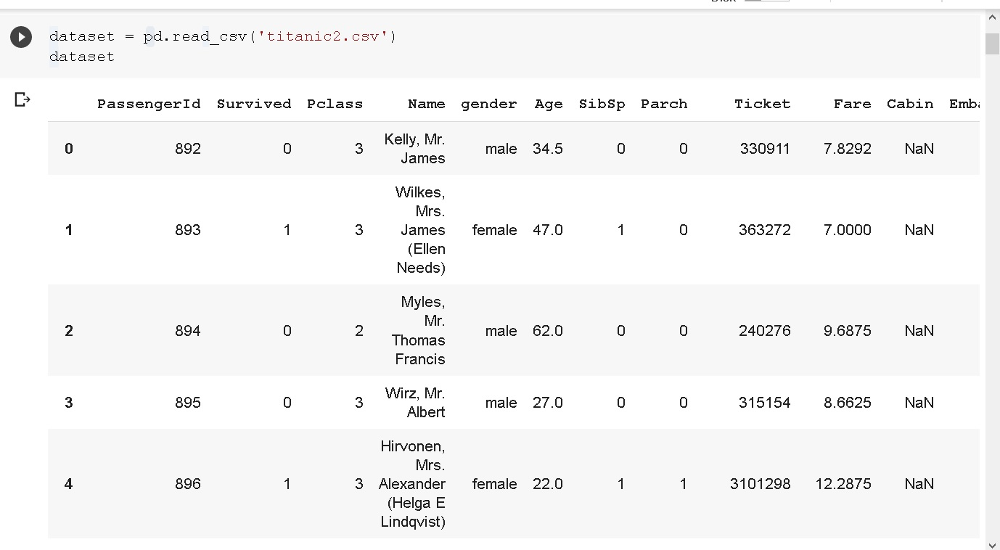 dataset = pd.read_csv('titanic2.csv')
dataset
PassengerId Survived Pclass Name gender Age SibSp Parch Ticket Fare Cabin
0 892 0 3 Kelly, Mr. James male 34.5 0 0 330911 7.8292 NaN
1 893 1 3 Wilkes, Mrs. James (Ellen Needs) female 47.0 1 0 363272 7.0000 NaN
2 894 0 2 Myles, Mr. Thomas Francis male 62.0 0 0 240276 9.6875 NaN
3 895 0 3 Wirz, Mr. Albert male 27.0 0 0 315154 8.6625 NaN
4 896 1 3 Hirvonen, Mrs. Alexander (Helga E Lindqvist) female 22.0 1 1 3101298 12.2875 NaN